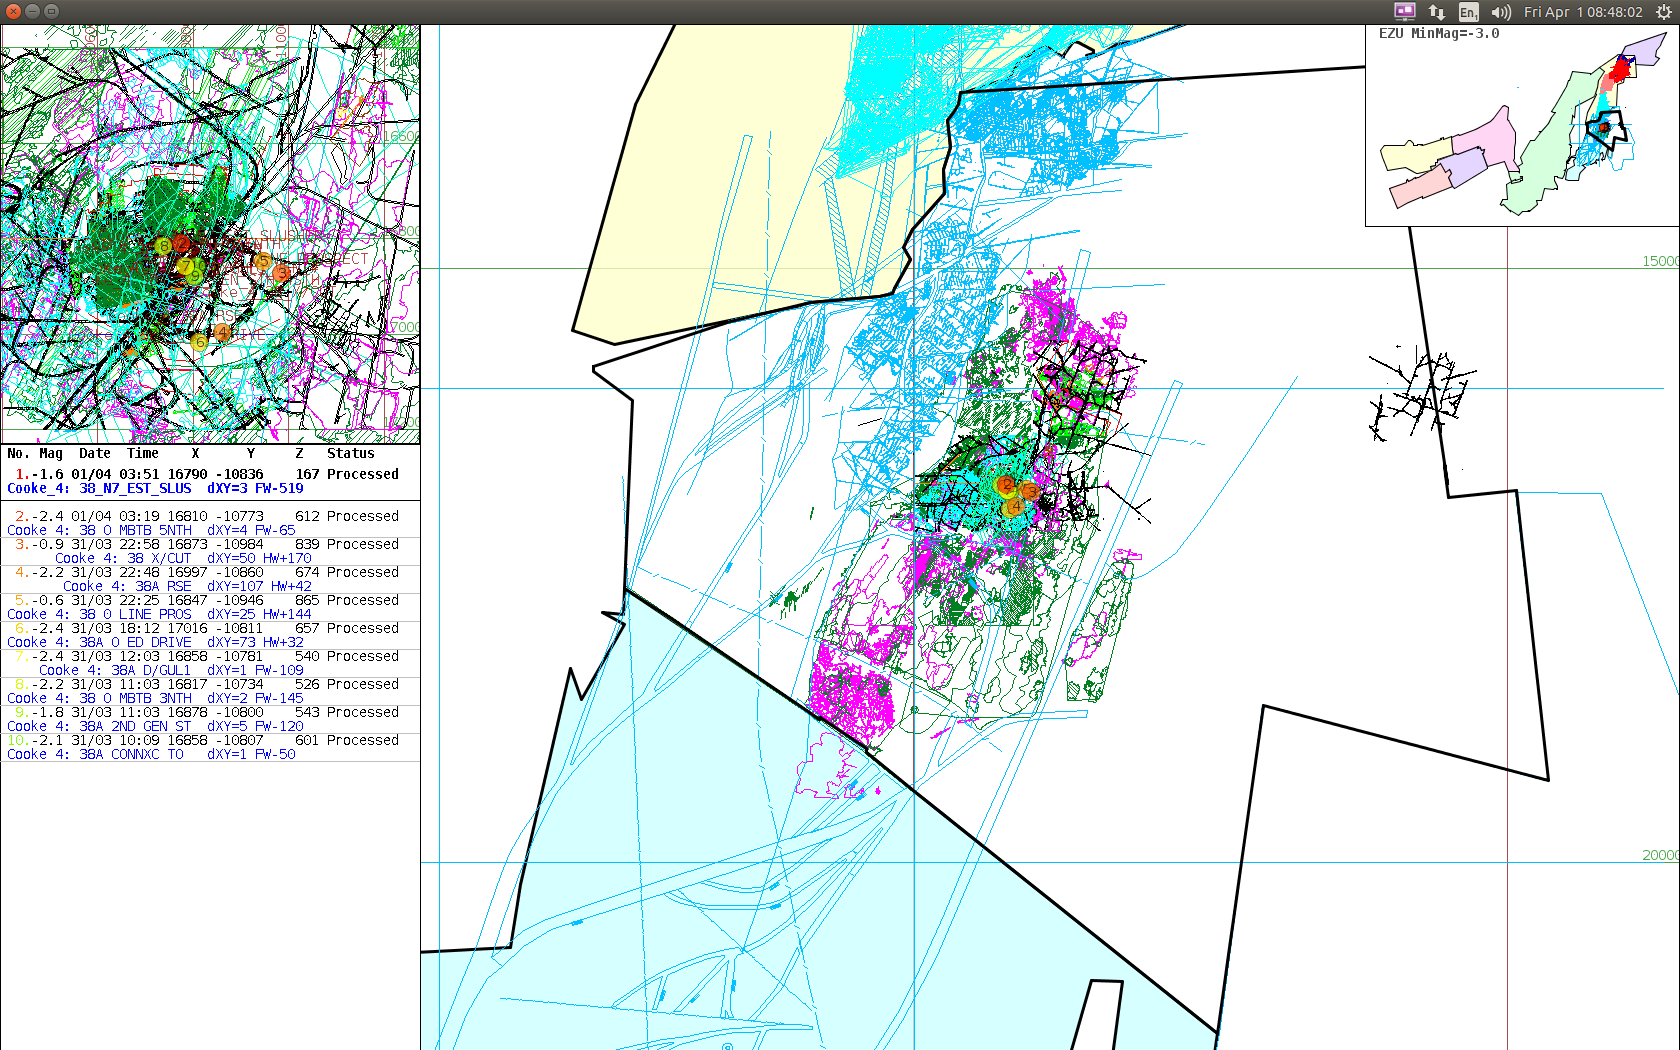 En₁ Fri Apr 1 08:48:02
EZU MinMag=-3.0
16600
17000
15000
20000
No. Mag Date Time X Y Z Status
1.-1.6 01/04 03:51 16790 -10836 167 Processed
Cooke_4: 38_N7_EST_SLUS dXY=3 FW-519
2.-2.4 01/04 03:19 16810 -10773 612 Processed
Cooke 4: 38 O MBTB 5NTH dXY=4 FW-65
3.-0.9 31/03 22:58 16873 -10984 839 Processed
Cooke 4: 38 X/CUT dXY=50 HW+170
4.-2.2 31/03 22:48 16997 -10860 674 Processed
Cooke 4: 38A RSE dXY=107 HW+42
5.-0.6 31/03 22:25 16847 -10946 865 Processed
Cooke 4: 38 O LINE PROS dXY=25 HW+144
6.-2.4 31/03 18:12 17016 -10811 657 Processed
Cooke 4: 38A O ED DRIVE dXY=73 HW+32
7.-2.4 31/03 12:03 16858 -10781 540 Processed
Cooke 4: 38A D/GUL1 dXY=1 FW-109
8.-2.2 31/03 11:03 16817 -10734 526 Processed
Cooke 4: 38 O MBTB 3NTH dXY=2 FW-145
9.-1.8 31/03 11:03 16878 -10800 543 Processed
Cooke 4: 38A 2ND GEN ST dXY=5 FW-120
10.-2.1 31/03 10:09 16858 -10807 601 Processed
Cooke 4: 38A CONNXC TO dXY=1 FW-50